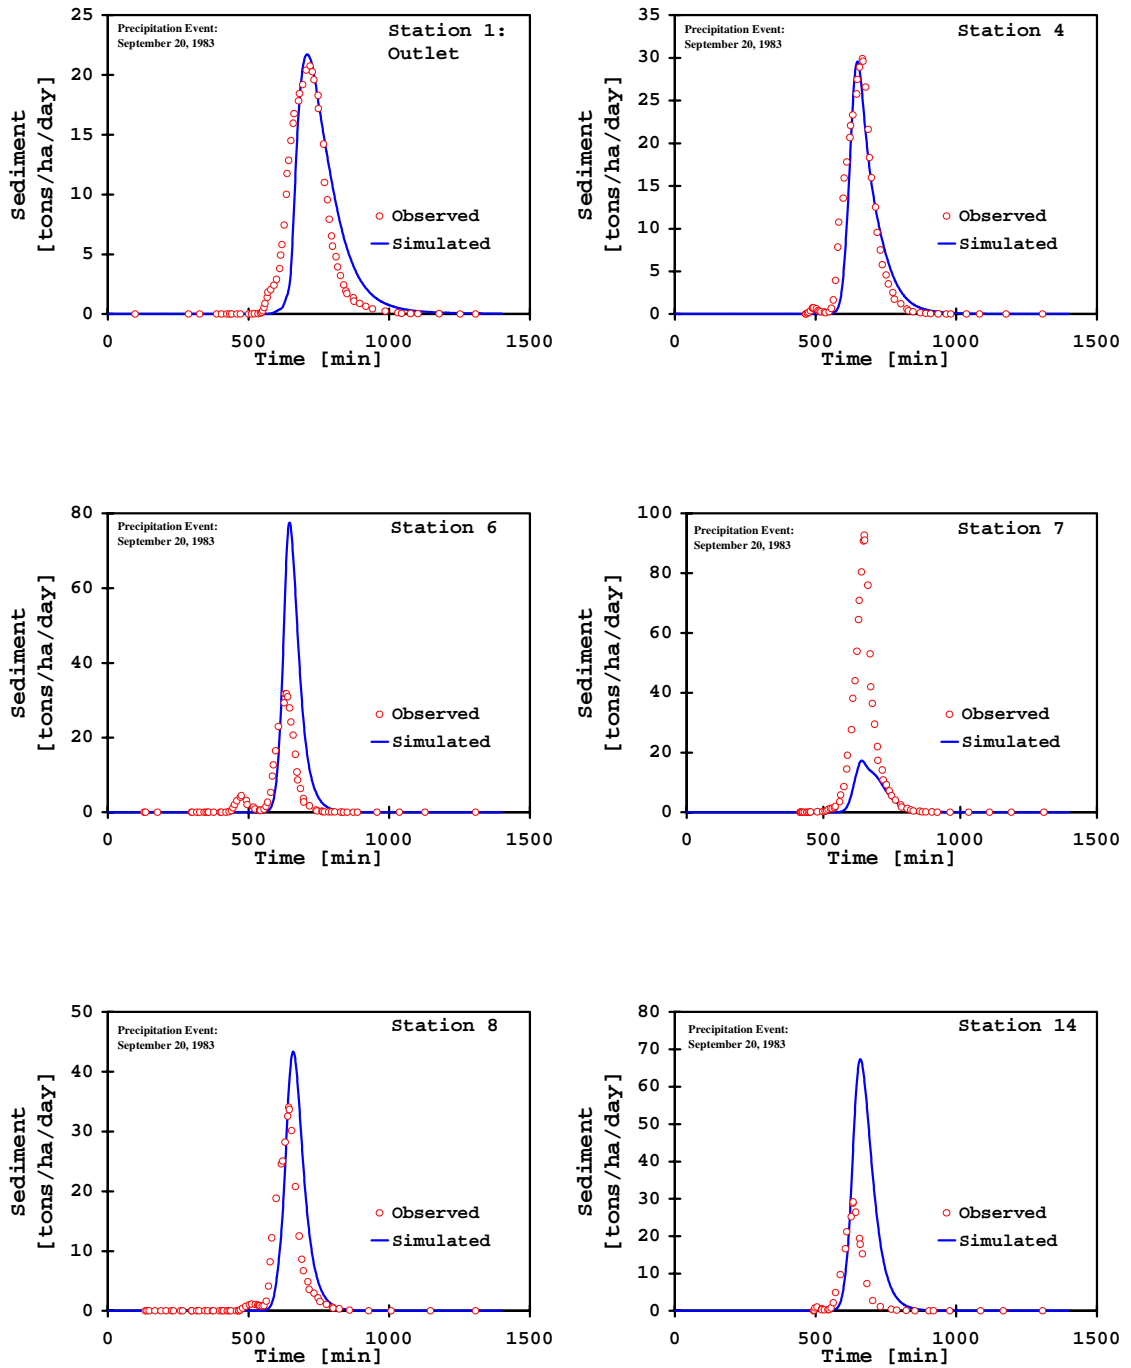 Precipitation Event:
September 20, 1983
Station 1:
Outlet
25
20
15
10
5
0
Sediment
[tons/ha/day]
Observed
Simulated
0
500
1000
1500
Time [min]
Precipitation Event:
September 20, 1983
Station 4
35
30
25
20
15
10
5
0
Sediment
[tons/ha/day]
Observed
Simulated
0
500
1000
1500
Time [min]
Precipitation Event:
September 20, 1983
Station 6
80
60
40
20
0
Sediment
[tons/ha/day]
Observed
Simulated
0
500
1000
1500
Time [min]
Precipitation Event:
September 20, 1983
Station 7
100
80
60
40
20
0
Sediment
[tons/ha/day]
Observed
Simulated
0
500
1000
1500
Time [min]
Precipitation Event:
September 20, 1983
Station 8
50
40
30
20
10
0
Sediment
[tons/ha/day]
Observed
Simulated
0
500
1000
1500
Time [min]
Precipitation Event:
September 20, 1983
Station 14
80
70
60
50
40
30
20
10
0
Sediment
[tons/ha/day]
Observed
Simulated
0
500
1000
1500
Time [min]